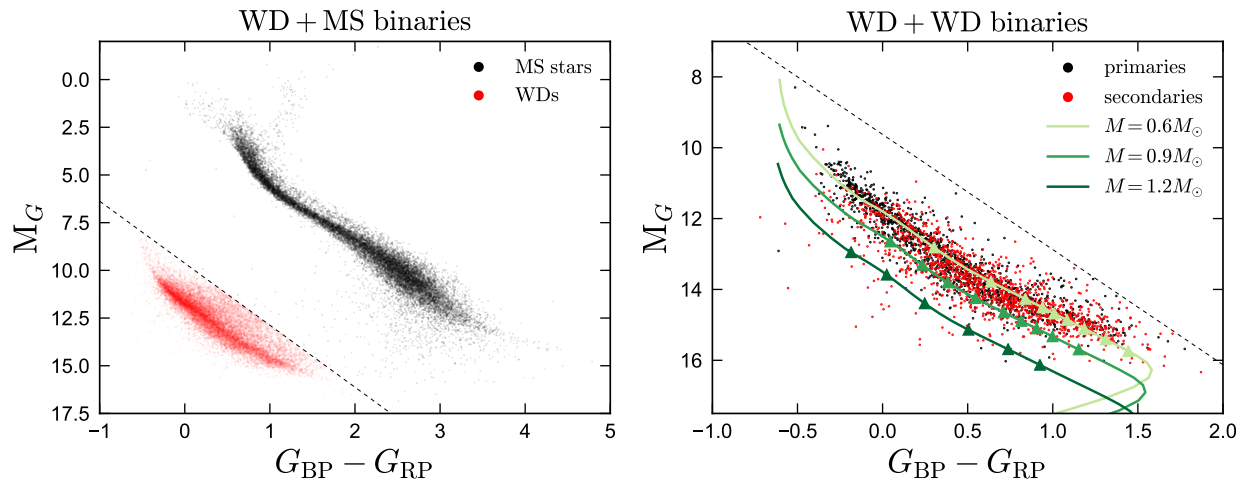 WD + MS binaries
MS stars
WDs
0.0
2.5
5.0
7.5
10.0
12.5
15.0
17.5
M_G
−1
0
1
2
3
4
5
G_BP − G_RP
WD + WD binaries
primaries
secondaries
M = 0.6M_⊙
M = 0.9M_⊙
M = 1.2M_⊙
8
10
12
14
16
M_G
−1.0
−0.5
0.0
0.5
1.0
1.5
2.0
G_BP − G_RP